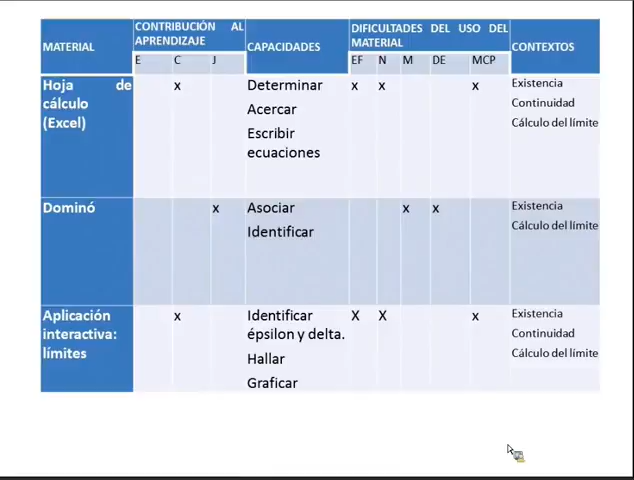 MATERIAL
CONTRIBUCIÓN AL
APRENDIZAJE
E C J
CAPACIDADES
DIFICULTADES DEL USO DEL
MATERIAL
EF N M DE MCP
CONTEXTOS
Hoja de
cálculo
(Excel)
x
Determinar
Acercar
Escribir
ecuaciones
x x x
Existencia
Continuidad
Cálculo del límite
Dominó
x
Asociar
Identificar
x x
Existencia
Cálculo del límite
Aplicación
interactiva:
límites
x
Identificar
épsilon y delta.
Hallar
Graficar
X X x
Existencia
Continuidad
Cálculo del límite